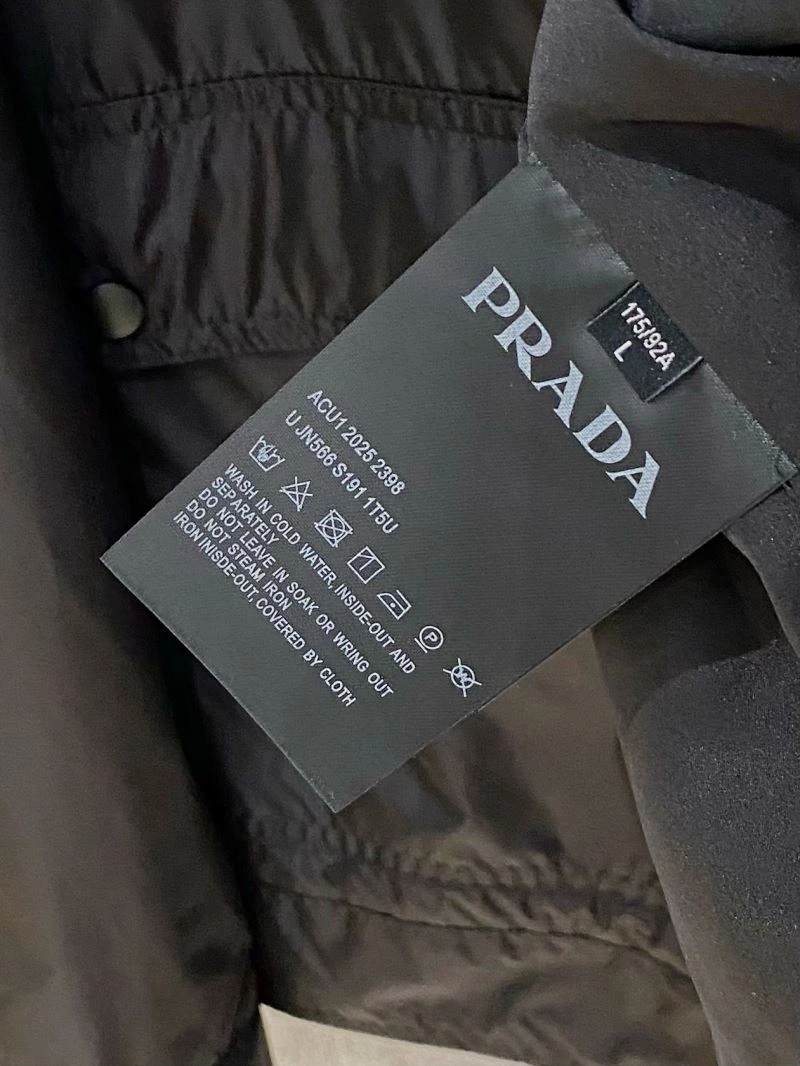 PRADA
175/92A
L
ACU1 2025 2398
U JN566 S191 1T5U
P
W
WASH IN COLD WATER, INSIDE-OUT AND
SEPARATELY
DO NOT LEAVE IN SOAK OR WRING OUT
DO NOT STEAM IRON
IRON INISDE-OUT, COVERED BY CLOTH